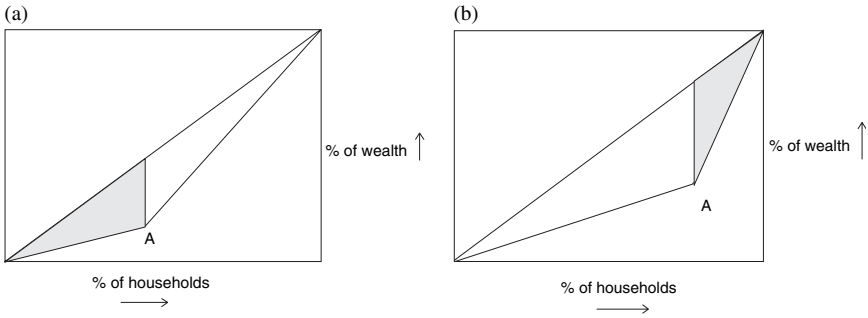 (a)
% of wealth
A
% of households
(b)
% of wealth
A
% of households